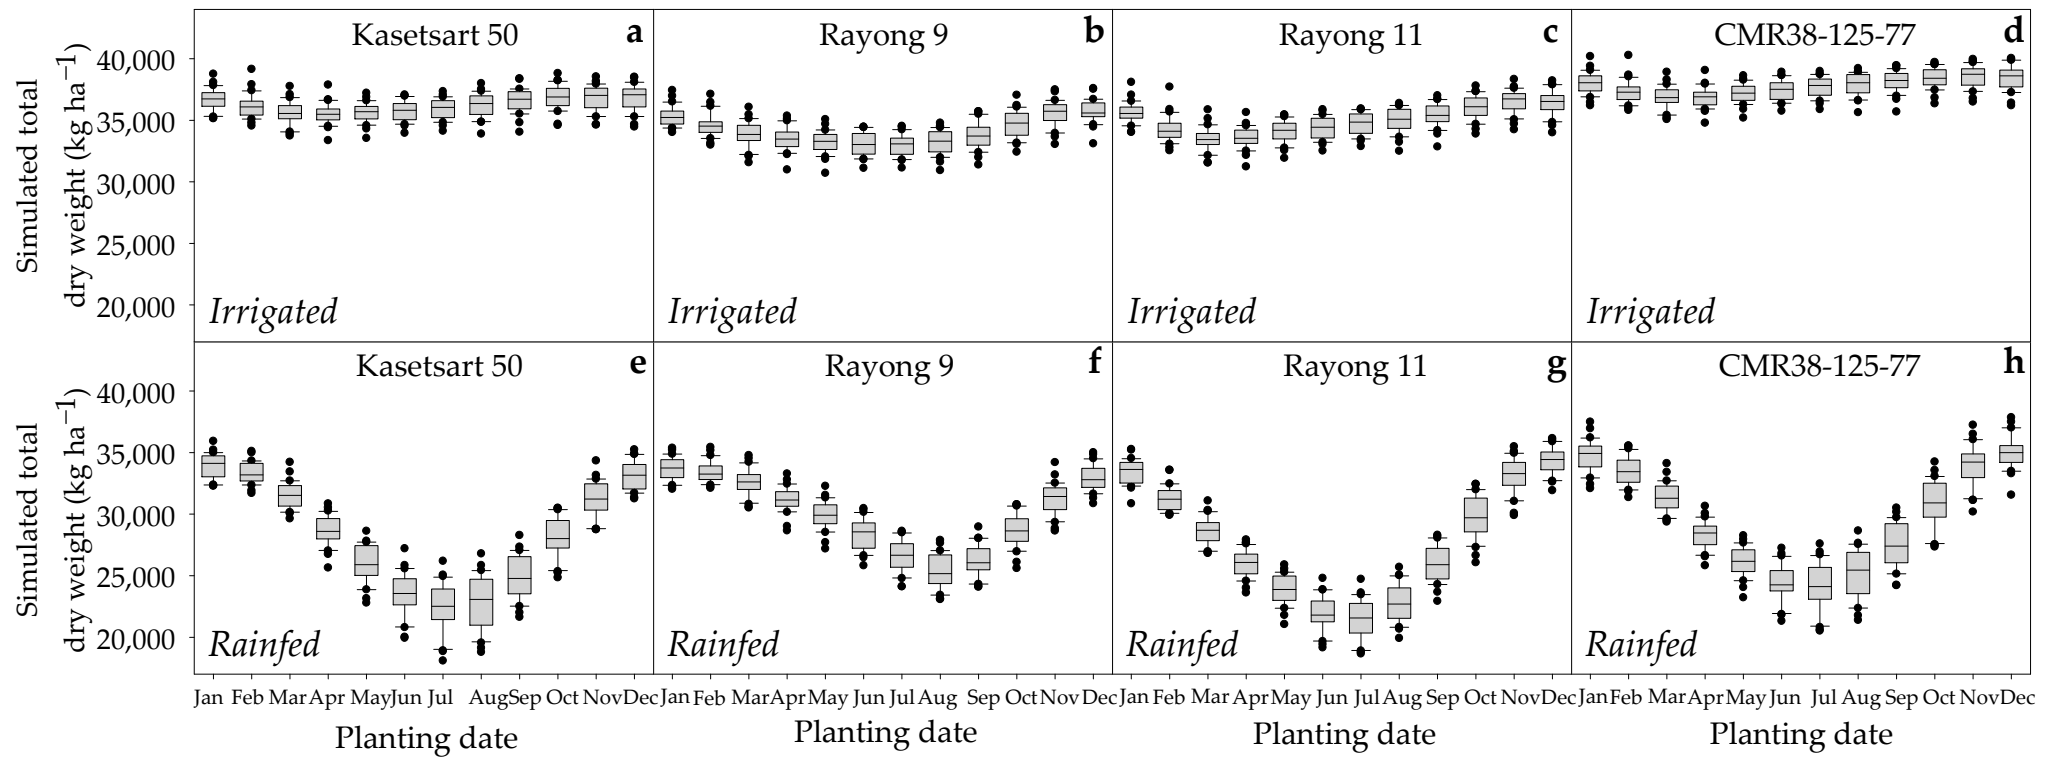 Kasetsart 50 a Rayong 9 b Rayong 11 c CMR38-125-77 d
Simulated total
dry weight (kg ha−1)
40,000
35,000
30,000
25,000
20,000
Irrigated Irrigated Irrigated Irrigated
Kasetsart 50 e Rayong 9 f Rayong 11 g CMR38-125-77 h
Simulated total
dry weight (kg ha−1)
40,000
35,000
30,000
25,000
20,000
Rainfed Rainfed Rainfed Rainfed
Jan Feb Mar Apr May Jun Jul Aug Sep Oct Nov Dec Jan Feb Mar Apr May Jun Jul Aug Sep Oct Nov Dec Jan Feb Mar Apr May Jun Jul Aug Sep Oct Nov Dec Jan Feb Mar Apr May Jun Jul Aug Sep Oct Nov Dec
Planting date Planting date Planting date Planting date